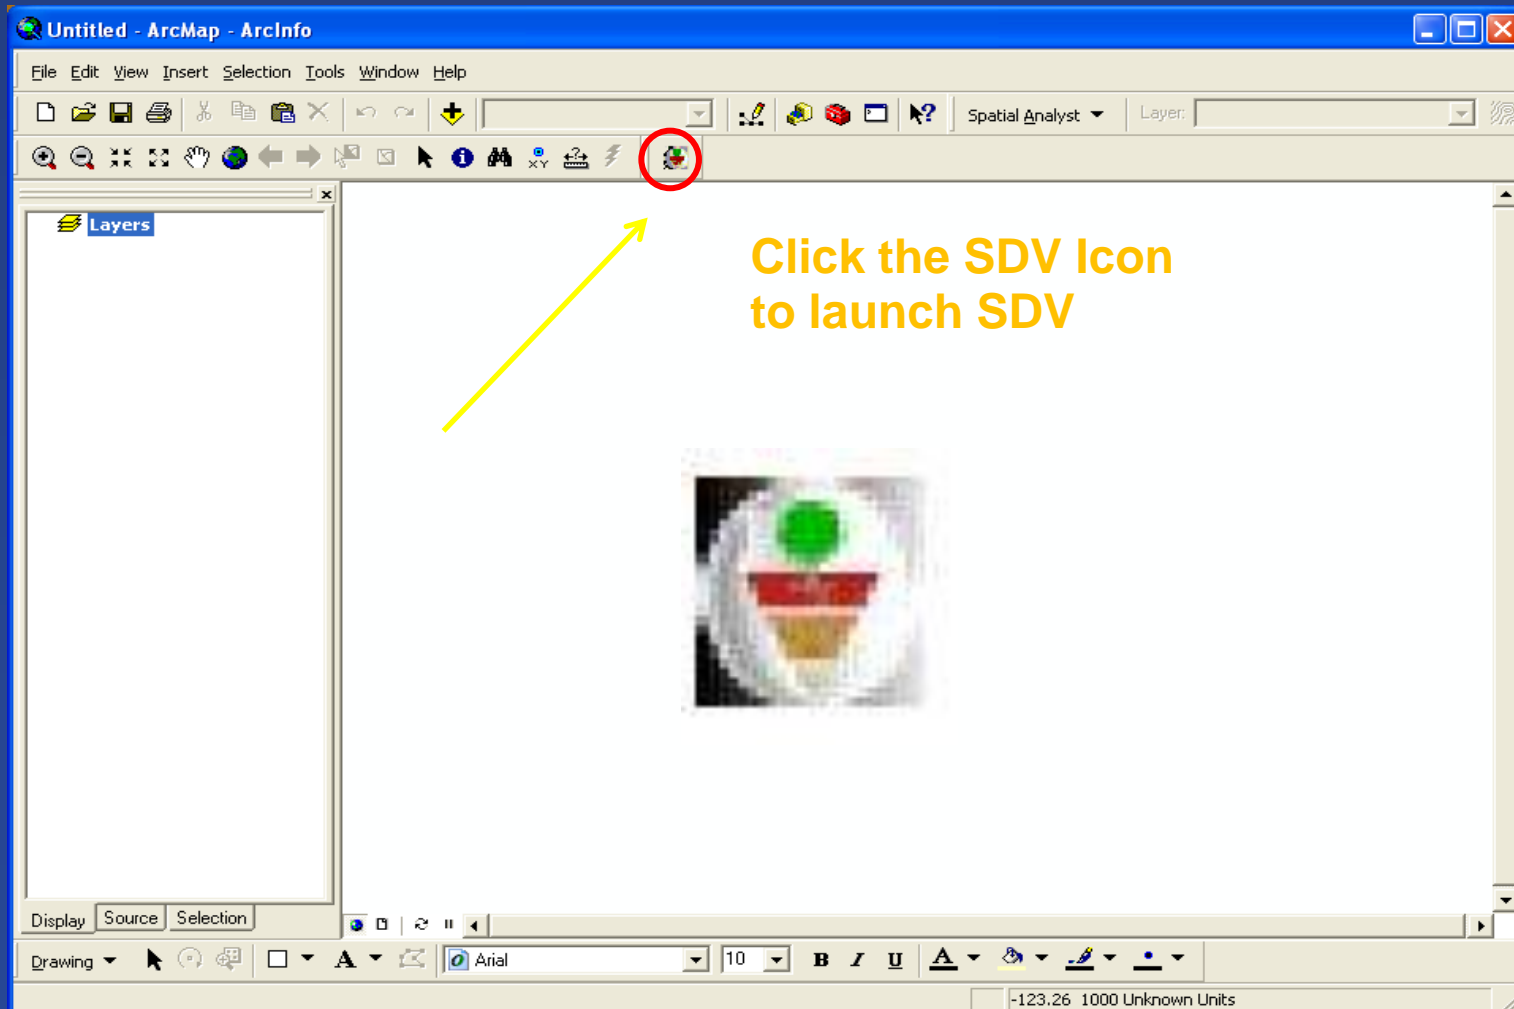 Untitled - ArcMap - ArcInfo
File Edit View Insert Selection Tools Window Help
Spatial Analyst
Layer:
XY
Layers
Click the SDV Icon
to launch SDV
Display Source Selection
Drawing A Arial 10 B I U A
-123.26 1000 Unknown Units